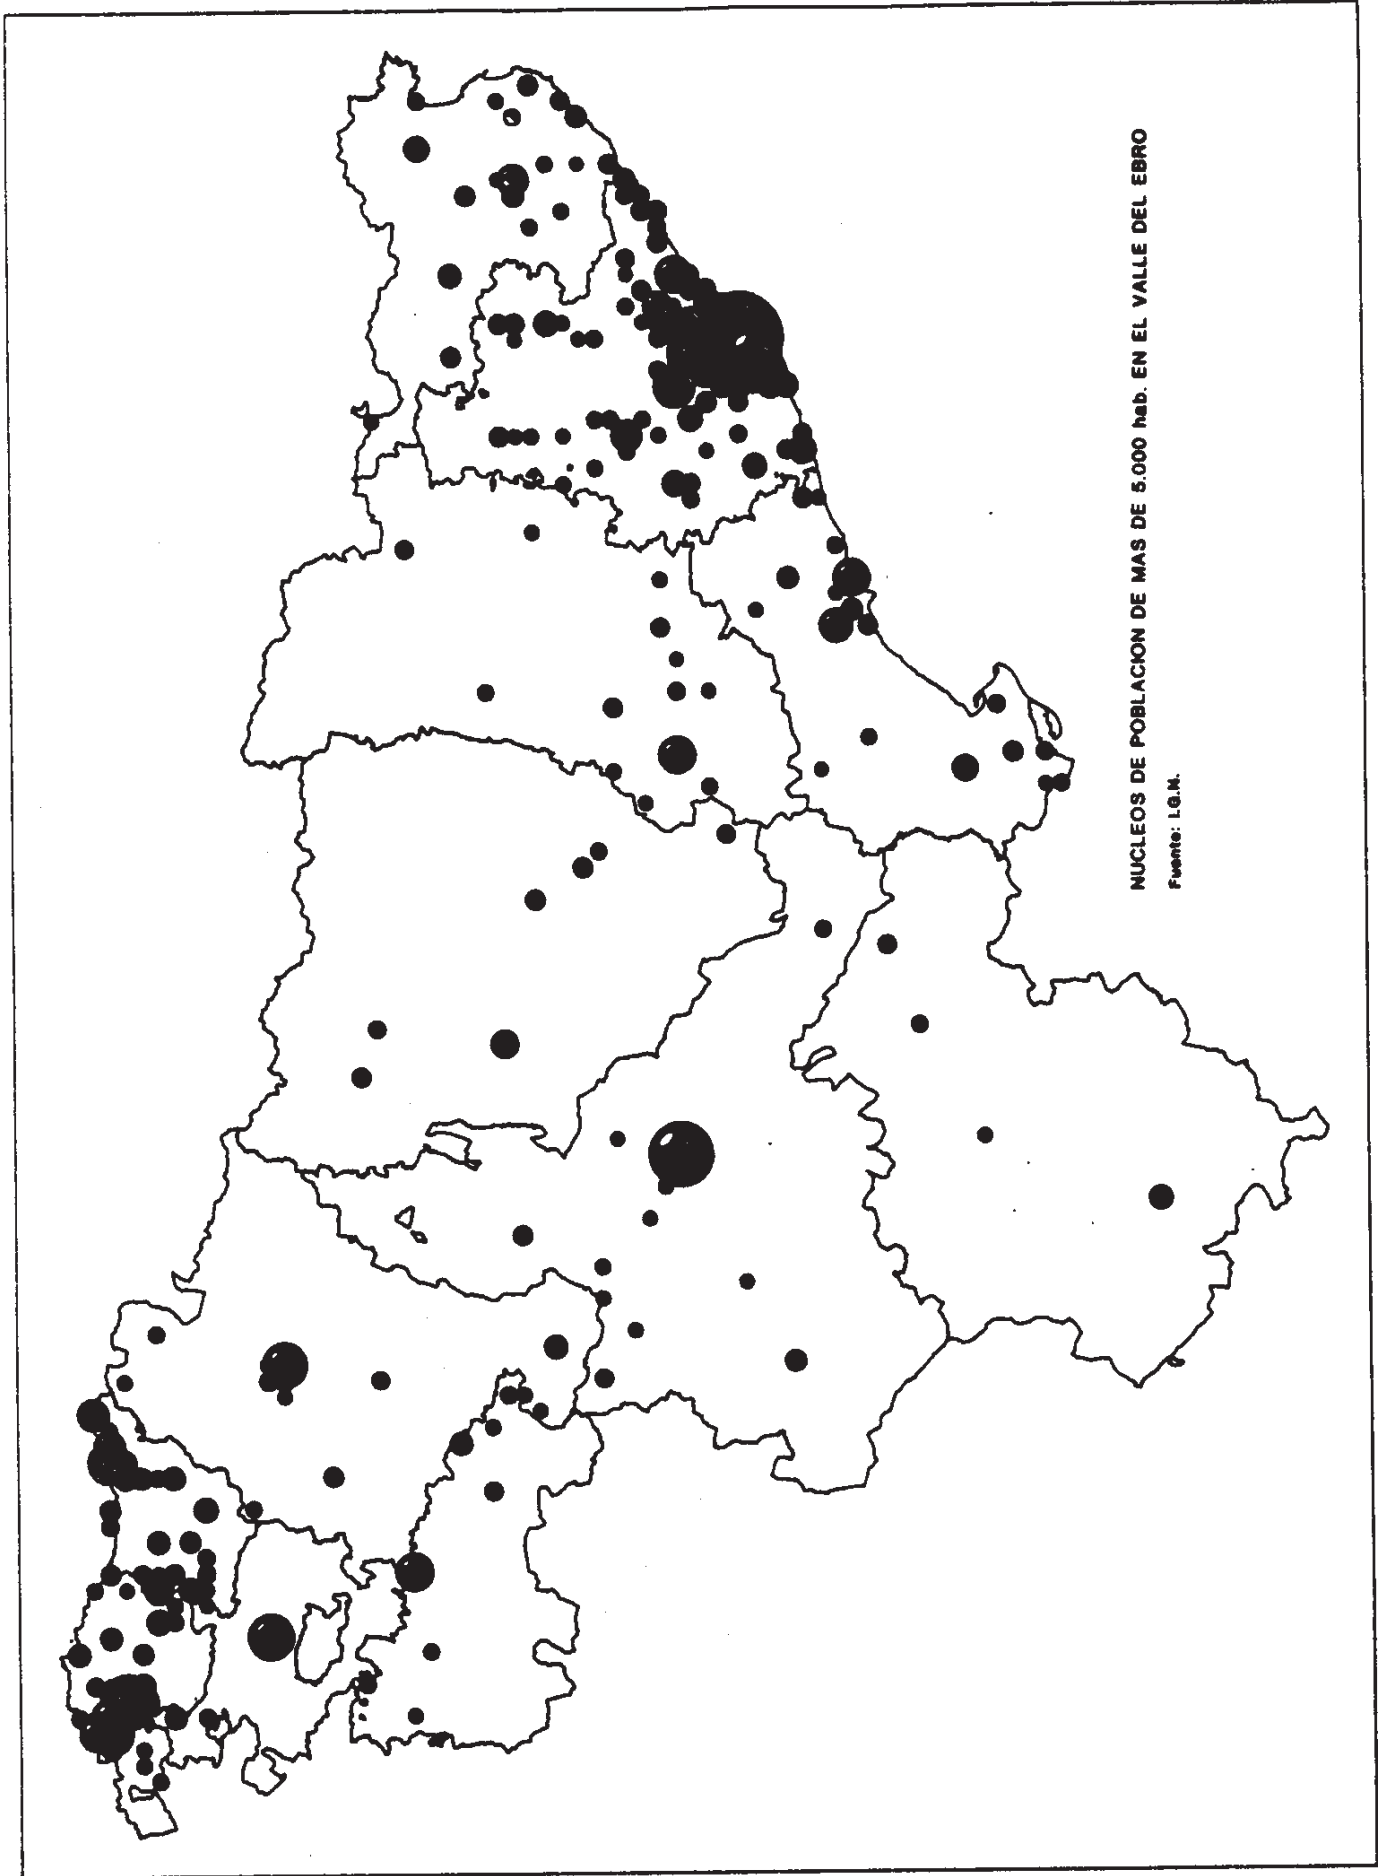 NUCLEOS DE POBLACION DE MAS DE 5.000 hab. EN EL VALLE DEL EBRO
Fuente: I.G.N.